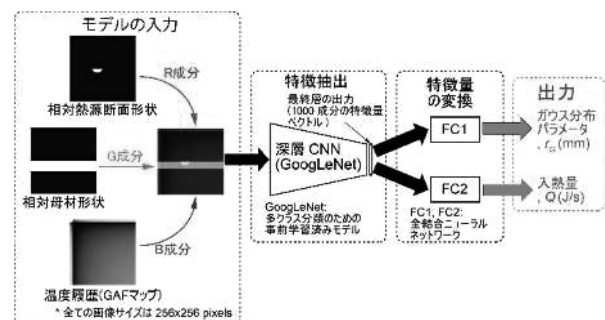 モデルの入力
R成分
相対熱源断面形状
G成分
相対母材形状
B成分
温度履歴(GAFマップ)
* 全ての画像サイズは 256x256 pixels
特徴抽出
最終層の出力
(1000 成分の特徴量
ベクトル)
深層 CNN
(GoogLeNet)
GoogLeNet:
多クラス分類のための
事前学習済みモデル
特徴量
の変換
FC1
FC2
FC1, FC2:
全結合ニューラル
ネットワーク
出力
ガウス分布
パラメータ
, rG (mm)
入熱量
, Q (J/s)